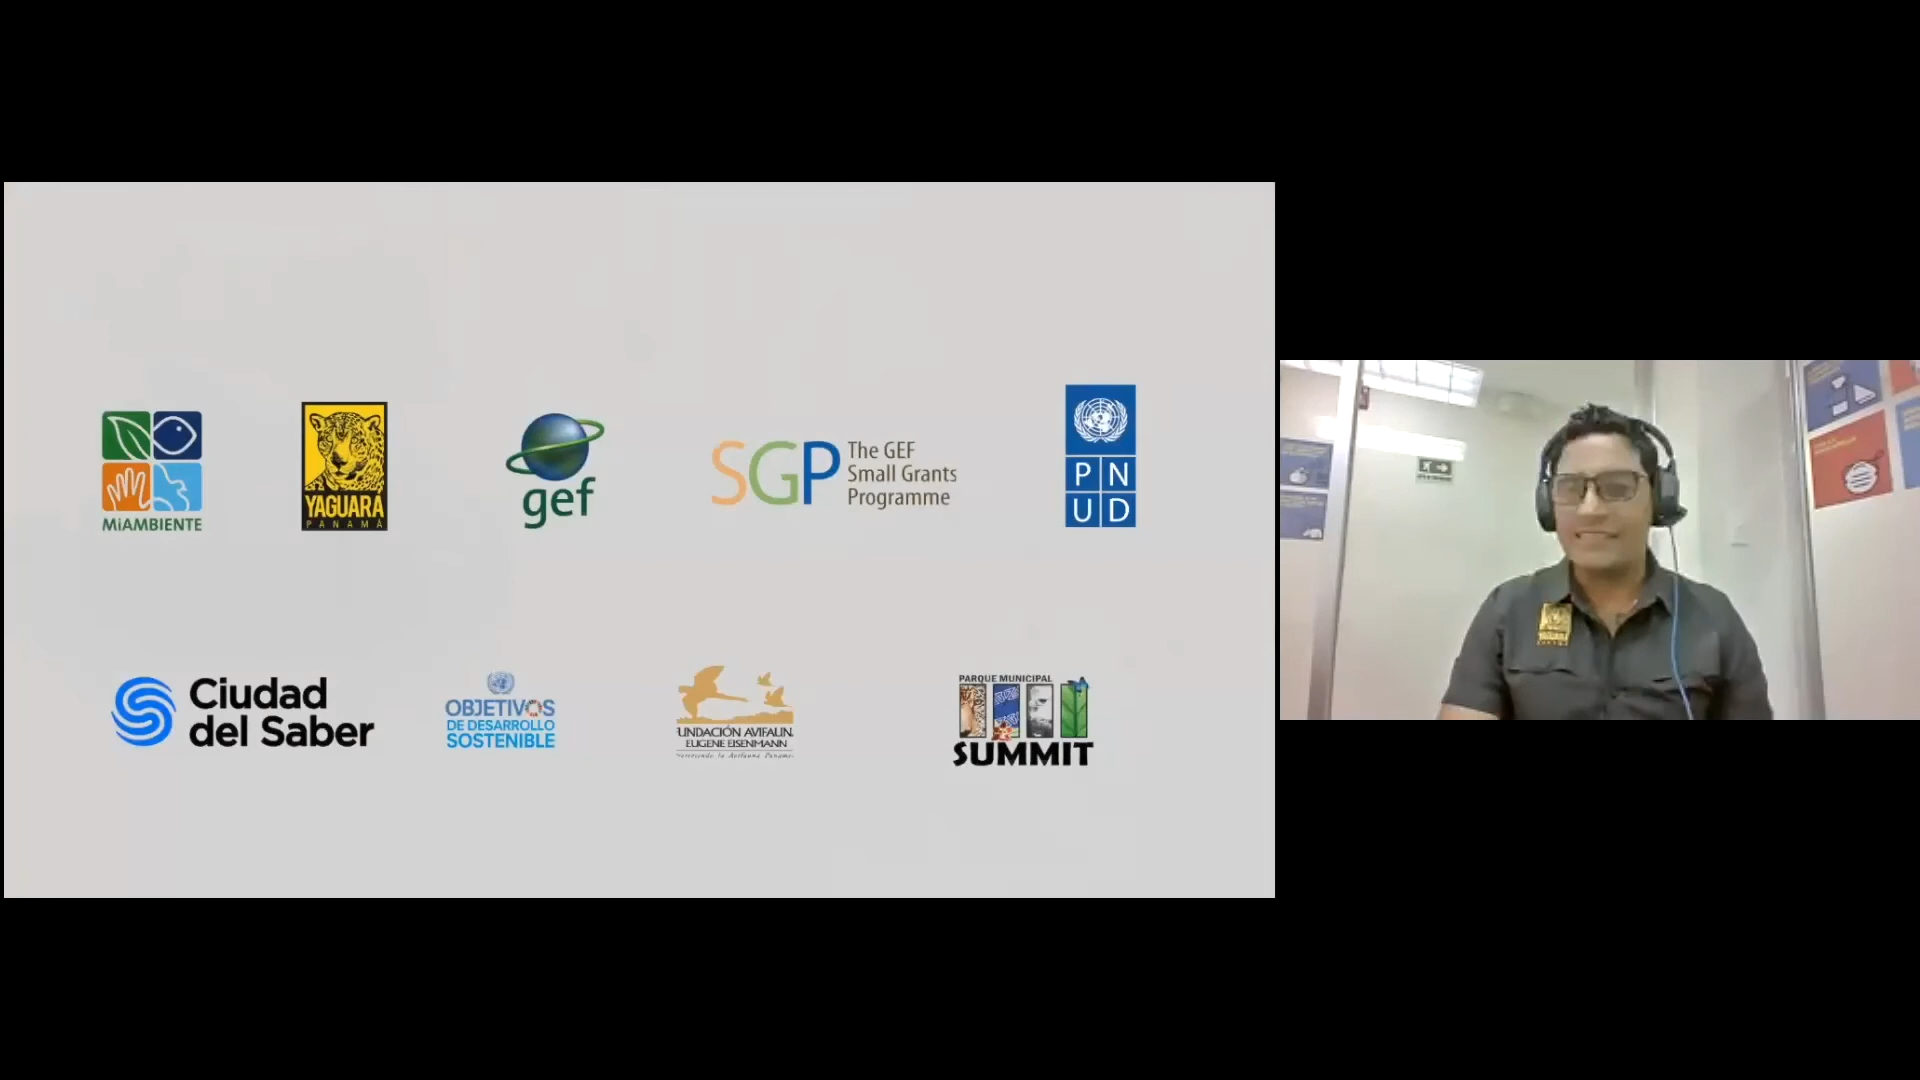 MiAMBIENTE
YAGUARÁ
PANAMÁ
gef
SGP
The GEF
Small Grants
Programme
P N
U D
Ciudad
del Saber
OBJETIVOS
DE DESARROLLO
SOSTENIBLE
UNDACIÓN AVIFAUN
EUGENE EISENMANN
PARQUE MUNICIPAL
SUMMIT
YAGUARÁ